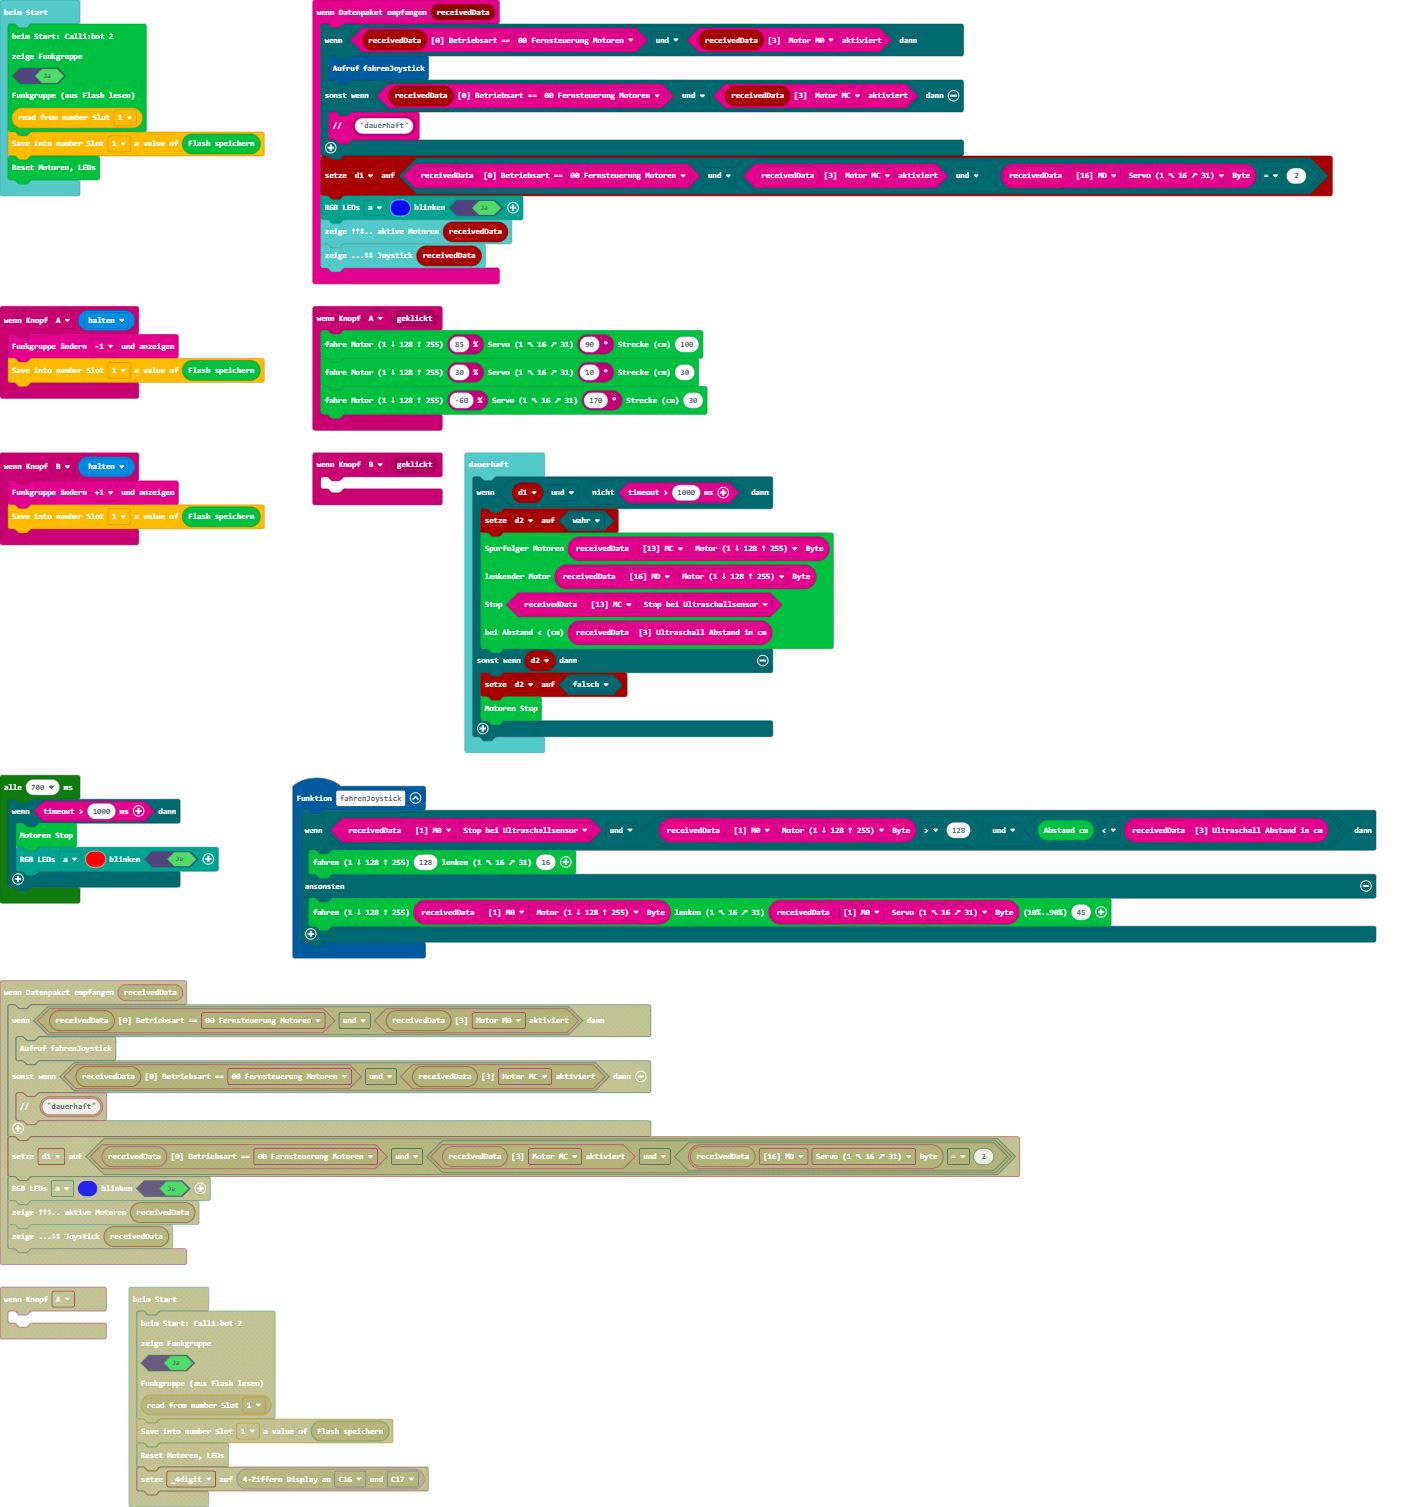 beim Start
beim Start: Calli:bot 2
zeige Funkgruppe
Ja
Funkgruppe (aus Flash lesen)
read from number Slot 1
Save into number Slot 1 a value of Flash speichern
Reset Motoren, LEDs
wenn Datenpaket empfangen receivedData
wenn receivedData [0] Betriebsart == 00 Fernsteuerung Motoren und receivedData [3] Motor M0 aktiviert dann
Aufruf fahrenJoystick
sonst wenn receivedData [0] Betriebsart == 00 Fernsteuerung Motoren und receivedData [3] Motor MC aktiviert dann
// "dauerhaft"
setze d1 auf receivedData [0] Betriebsart == 00 Fernsteuerung Motoren und receivedData [3] Motor MC aktiviert und receivedData [16] MD Servo (1 ↖ 16 ↗ 31) Byte = 2
RGB LEDs a blinken Ja
zeige ↑↑↕.. aktive Motoren receivedData
zeige ...↕↕ Joystick receivedData
wenn Knopf A halten
Funkgruppe ändern -1 und anzeigen
Save into number Slot 1 a value of Flash speichern
wenn Knopf A geklickt
fahre Motor (1 ↓ 128 ↑ 255) 85 % Servo (1 ↖ 16 ↗ 31) 90 ° Strecke (cm) 100
fahre Motor (1 ↓ 128 ↑ 255) 30 % Servo (1 ↖ 16 ↗ 31) 10 ° Strecke (cm) 30
fahre Motor (1 ↓ 128 ↑ 255) -60 % Servo (1 ↖ 16 ↗ 31) 170 ° Strecke (cm) 30
wenn Knopf B halten
Funkgruppe ändern +1 und anzeigen
Save into number Slot 1 a value of Flash speichern
wenn Knopf B geklickt
dauerhaft
wenn d1 und nicht timeout > 1000 ms dann
setze d2 auf wahr
Spurfolger Motoren receivedData [13] MC Motor (1 ↓ 128 ↑ 255) Byte
lenkender Motor receivedData [16] MD Motor (1 ↓ 128 ↑ 255) Byte
Stop receivedData [13] MC Stop bei Ultraschallsensor
bei Abstand < (cm) receivedData [3] Ultraschall Abstand in cm
sonst wenn d2 dann
setze d2 auf falsch
Motoren Stop
alle 700 ms
wenn timeout > 1000 ms dann
Motoren Stop
RGB LEDs a blinken Ja
Funktion fahrenJoystick
wenn receivedData [1] M0 Stop bei Ultraschallsensor und receivedData [1] M0 Motor (1 ↓ 128 ↑ 255) Byte > 128 und Abstand cm < receivedData [3] Ultraschall Abstand in cm dann
fahren (1 ↓ 128 ↑ 255) 128 lenken (1 ↖ 16 ↗ 31) 16
ansonsten
fahren (1 ↓ 128 ↑ 255) receivedData [1] M0 Motor (1 ↓ 128 ↑ 255) Byte lenken (1 ↖ 16 ↗ 31) receivedData [1] M0 Servo (1 ↖ 16 ↗ 31) Byte (10%..90%) 45
wenn Datenpaket empfangen receivedData
wenn receivedData [0] Betriebsart == 00 Fernsteuerung Motoren und receivedData [3] Motor M0 aktiviert dann
Aufruf fahrenJoystick
sonst wenn receivedData [0] Betriebsart == 00 Fernsteuerung Motoren und receivedData [3] Motor MC aktiviert dann
// "dauerhaft"
setze d1 auf receivedData [0] Betriebsart == 00 Fernsteuerung Motoren und receivedData [3] Motor MC aktiviert und receivedData [16] MD Servo (1 ↖ 16 ↗ 31) Byte = 2
RGB LEDs a blinken Ja
zeige ↑↑↕.. aktive Motoren receivedData
zeige ...↕↕ Joystick receivedData
wenn Knopf A
beim Start
beim Start: Calli:bot 2
zeige Funkgruppe
Ja
Funkgruppe (aus Flash lesen)
read from number Slot 1
Save into number Slot 1 a value of Flash speichern
Reset Motoren, LEDs
setze _4digit auf 4-Ziffern Display an C16 und C17